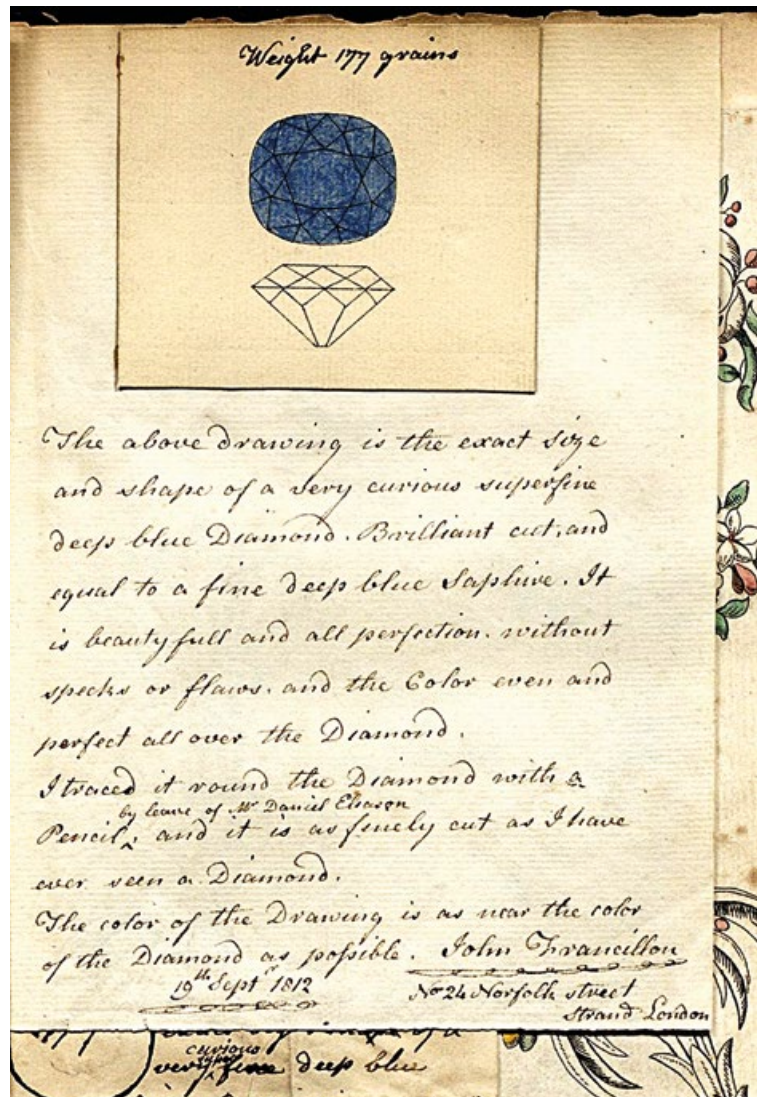 Weight 177 grains
The above drawing is the exact size
and shape of a very curious superfine
deep blue Diamond. Brilliant cut, and
equal to a fine deep blue Saphire. It
is beautyfull and all perfection. without
specks or flaws. and the Color even and
perfect all over the Diamond.
I traced it round the Diamond with a
by leave of Mr Daniel Eliason
Pencil, and it is as finely cut as I have
ever seen a Diamond.
The color of the Drawing is as near the color
of the Diamond as possible. John Francillon
19th Septr 1812 No 24 Norfolk street
Strand London
curious
very fine deep blue